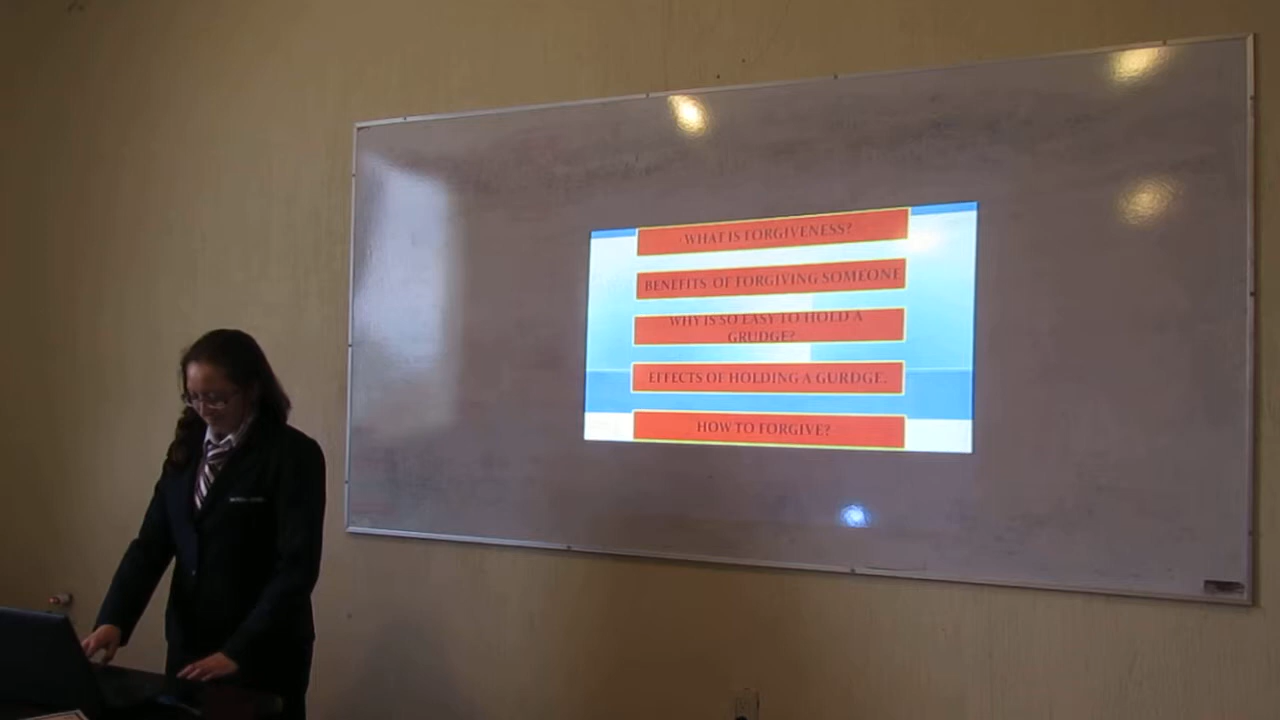 WHAT IS FORGIVENESS?
BENEFITS OF FORGIVING SOMEONE
WHY IS SO EASY TO HOLD A
GRUDGE?
EFFECTS OF HOLDING A GURDGE.
HOW TO FORGIVE?